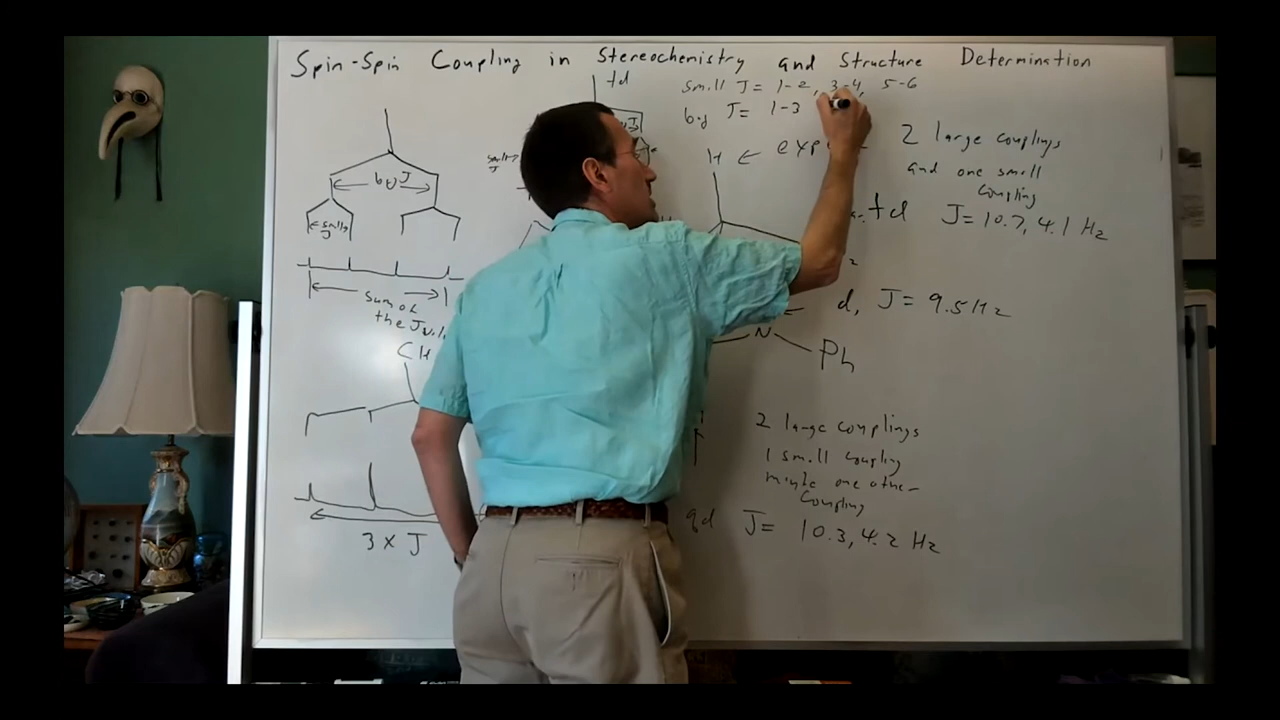 Spin-Spin Coupling in Stereochemistry and Structure Determination
td
small J = 1-2, 3-4, 5-6
big J = 1-3
big J
small J
small J
Sum of
the J
CH
3 x J
H ← exp
2 large couplings
and one small
coupling
td J = 10.7, 4.1 Hz
d, J = 9.5 Hz
N
Ph
2 large couplings
1 small coupling
maybe one other
coupling
qd J = 10.3, 4.2 Hz